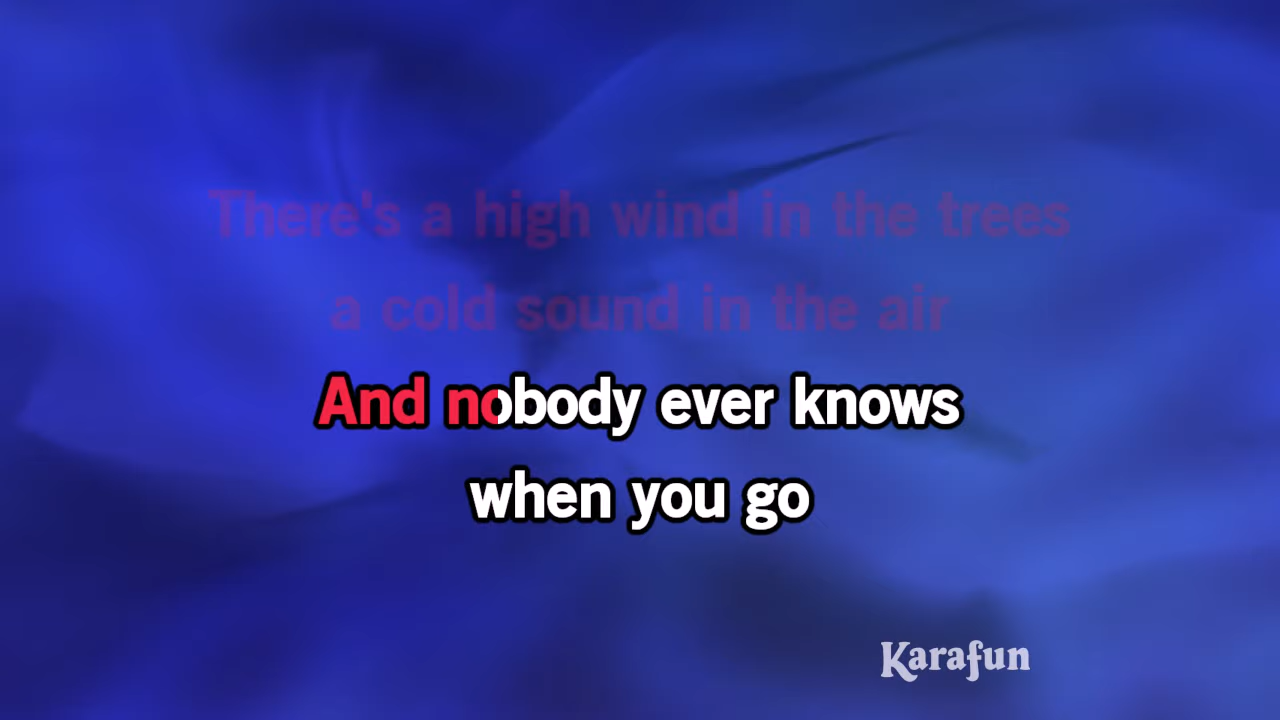 There's a high wind in the trees
a cold sound in the air
And nobody ever knows
when you go
Karafun